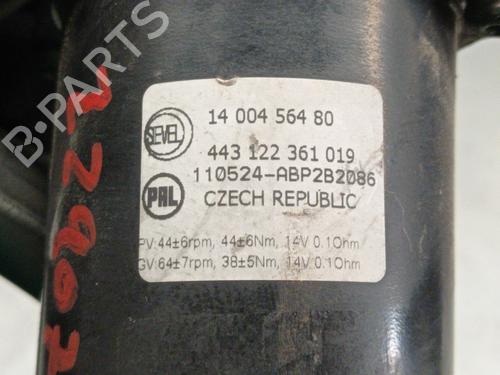 B-PARTS
SEVEL
14 004 564 80
443 122 361 019
110524-ABP2B2086
PAL
CZECH REPUBLIC
PV:44±6rpm, 44±6Nm, 14V 0.1Ohm
GV:64±7rpm, 38±5Nm, 14V 0.1Ohm